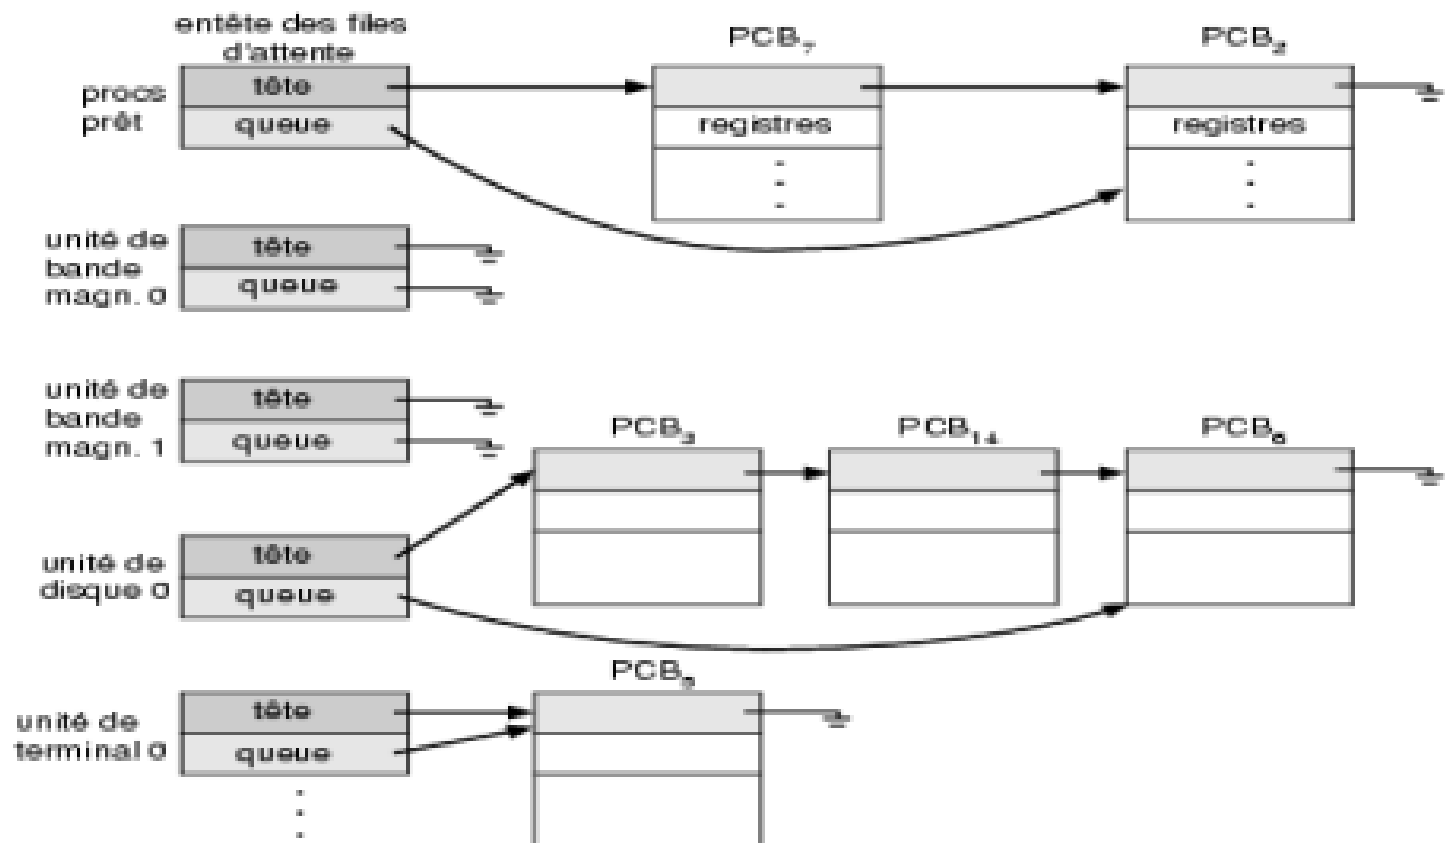 entête des files
d'attente
procs
prêt
tête
queue
PCB₇
registres
PCB₂
registres
unité de
bande
magn. 0
tête
queue
unité de
bande
magn. 1
tête
queue
unité de
disque 0
tête
queue
PCB₃
PCB₁₄
PCB₆
unité de
terminal 0
tête
queue
PCB₅